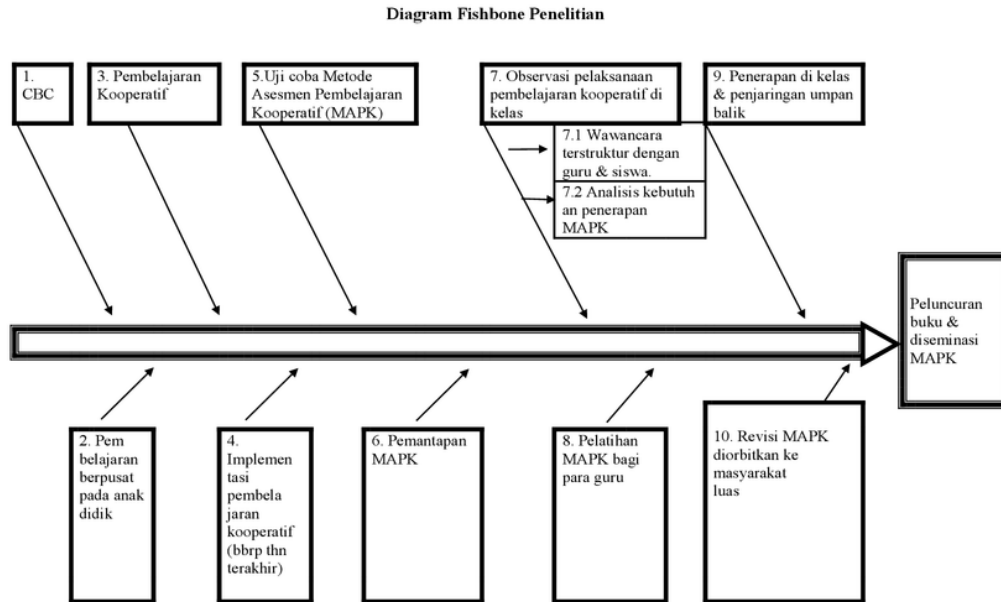 Diagram Fishbone Penelitian
1.
CBC
3. Pembelajaran
Kooperatif
5.Uji coba Metode
Asesmen Pembelajaran
Kooperatif (MAPK)
7. Observasi pelaksanaan
pembelajaran kooperatif di
kelas
9. Penerapan di kelas
& penjaringan umpan
balik
7.1 Wawancara
terstruktur dengan
guru & siswa.
7.2 Analisis kebutuh
an penerapan
MAPK
Peluncuran
buku &
diseminasi
MAPK
2. Pem
belajaran
berpusat
pada anak
didik
4.
Implemen
tasi
pembela
jaran
kooperatif
(bbrp thn
terakhir)
6. Pemantapan
MAPK
8. Pelatihan
MAPK bagi
para guru
10. Revisi MAPK
diorbitkan ke
masyarakat
luas